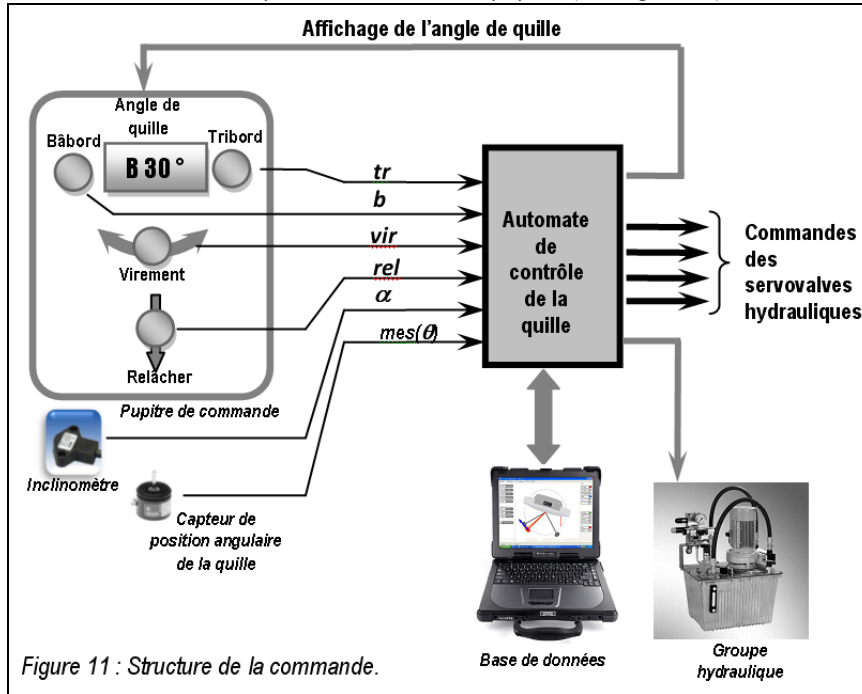 Affichage de l'angle de quille
Angle de
quille
Bâbord
Tribord
B 30 °
tr
b
vir
Virement
rel
α
mes(θ)
Relâcher
Pupitre de commande
Automate
de
contrôle
de la
quille
Commandes
des
servovalves
hydrauliques
Inclinomètre
Capteur de
position angulaire
de la quille
Base de données
Groupe
hydraulique
Figure 11 : Structure de la commande.